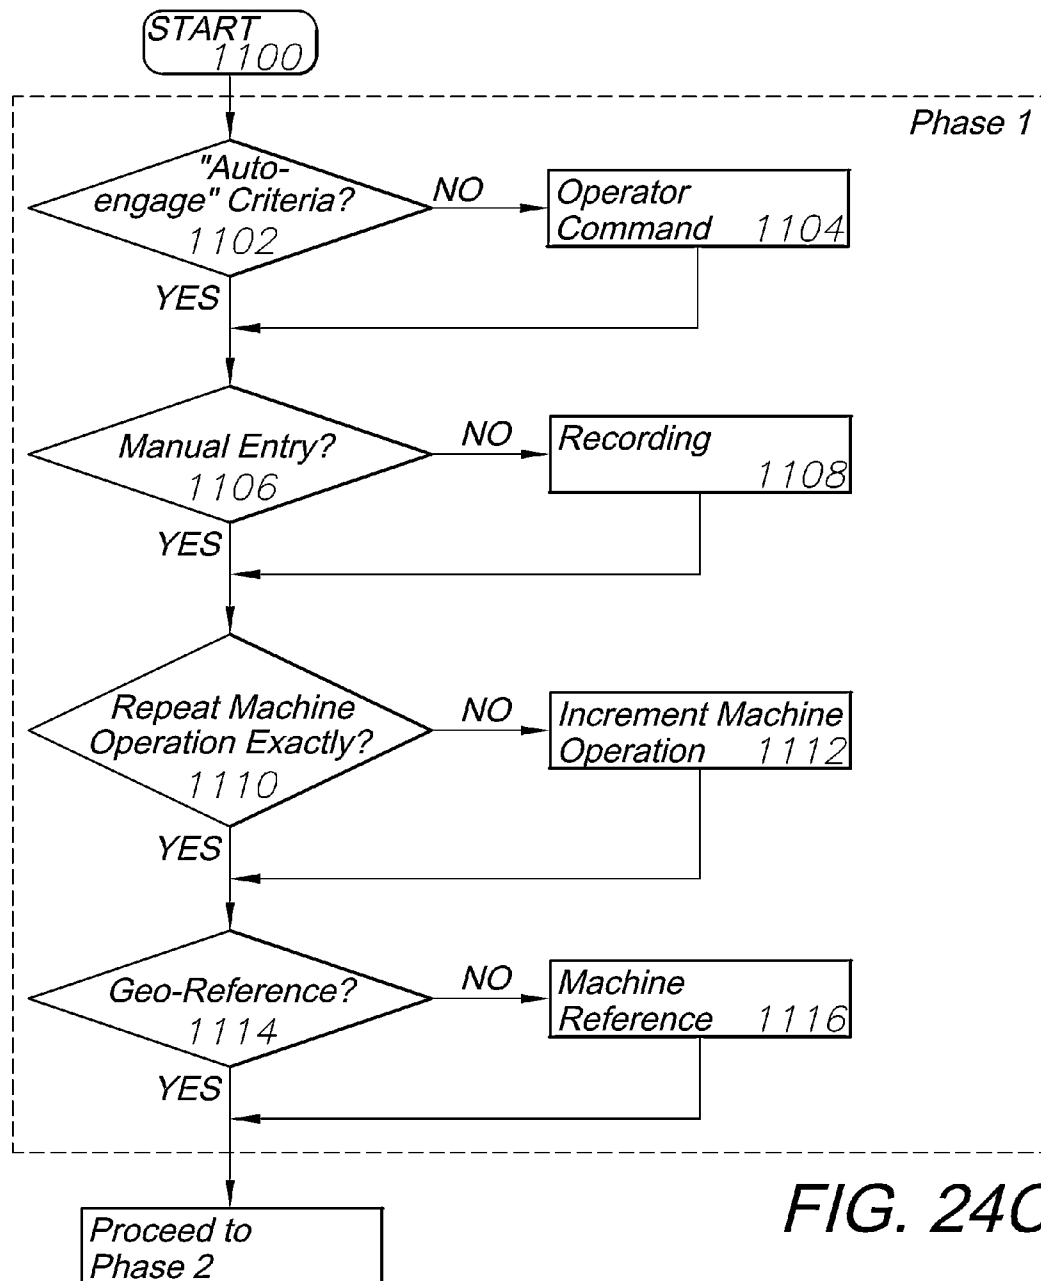 START
1100
Phase 1
"Auto-
engage" Criteria?
1102
NO
Operator
Command 1104
YES
Manual Entry?
1106
NO
Recording
1108
YES
Repeat Machine
Operation Exactly?
1110
NO
Increment Machine
Operation 1112
YES
Geo-Reference?
1114
NO
Machine
Reference 1116
YES
Proceed to
Phase 2
FIG. 24C